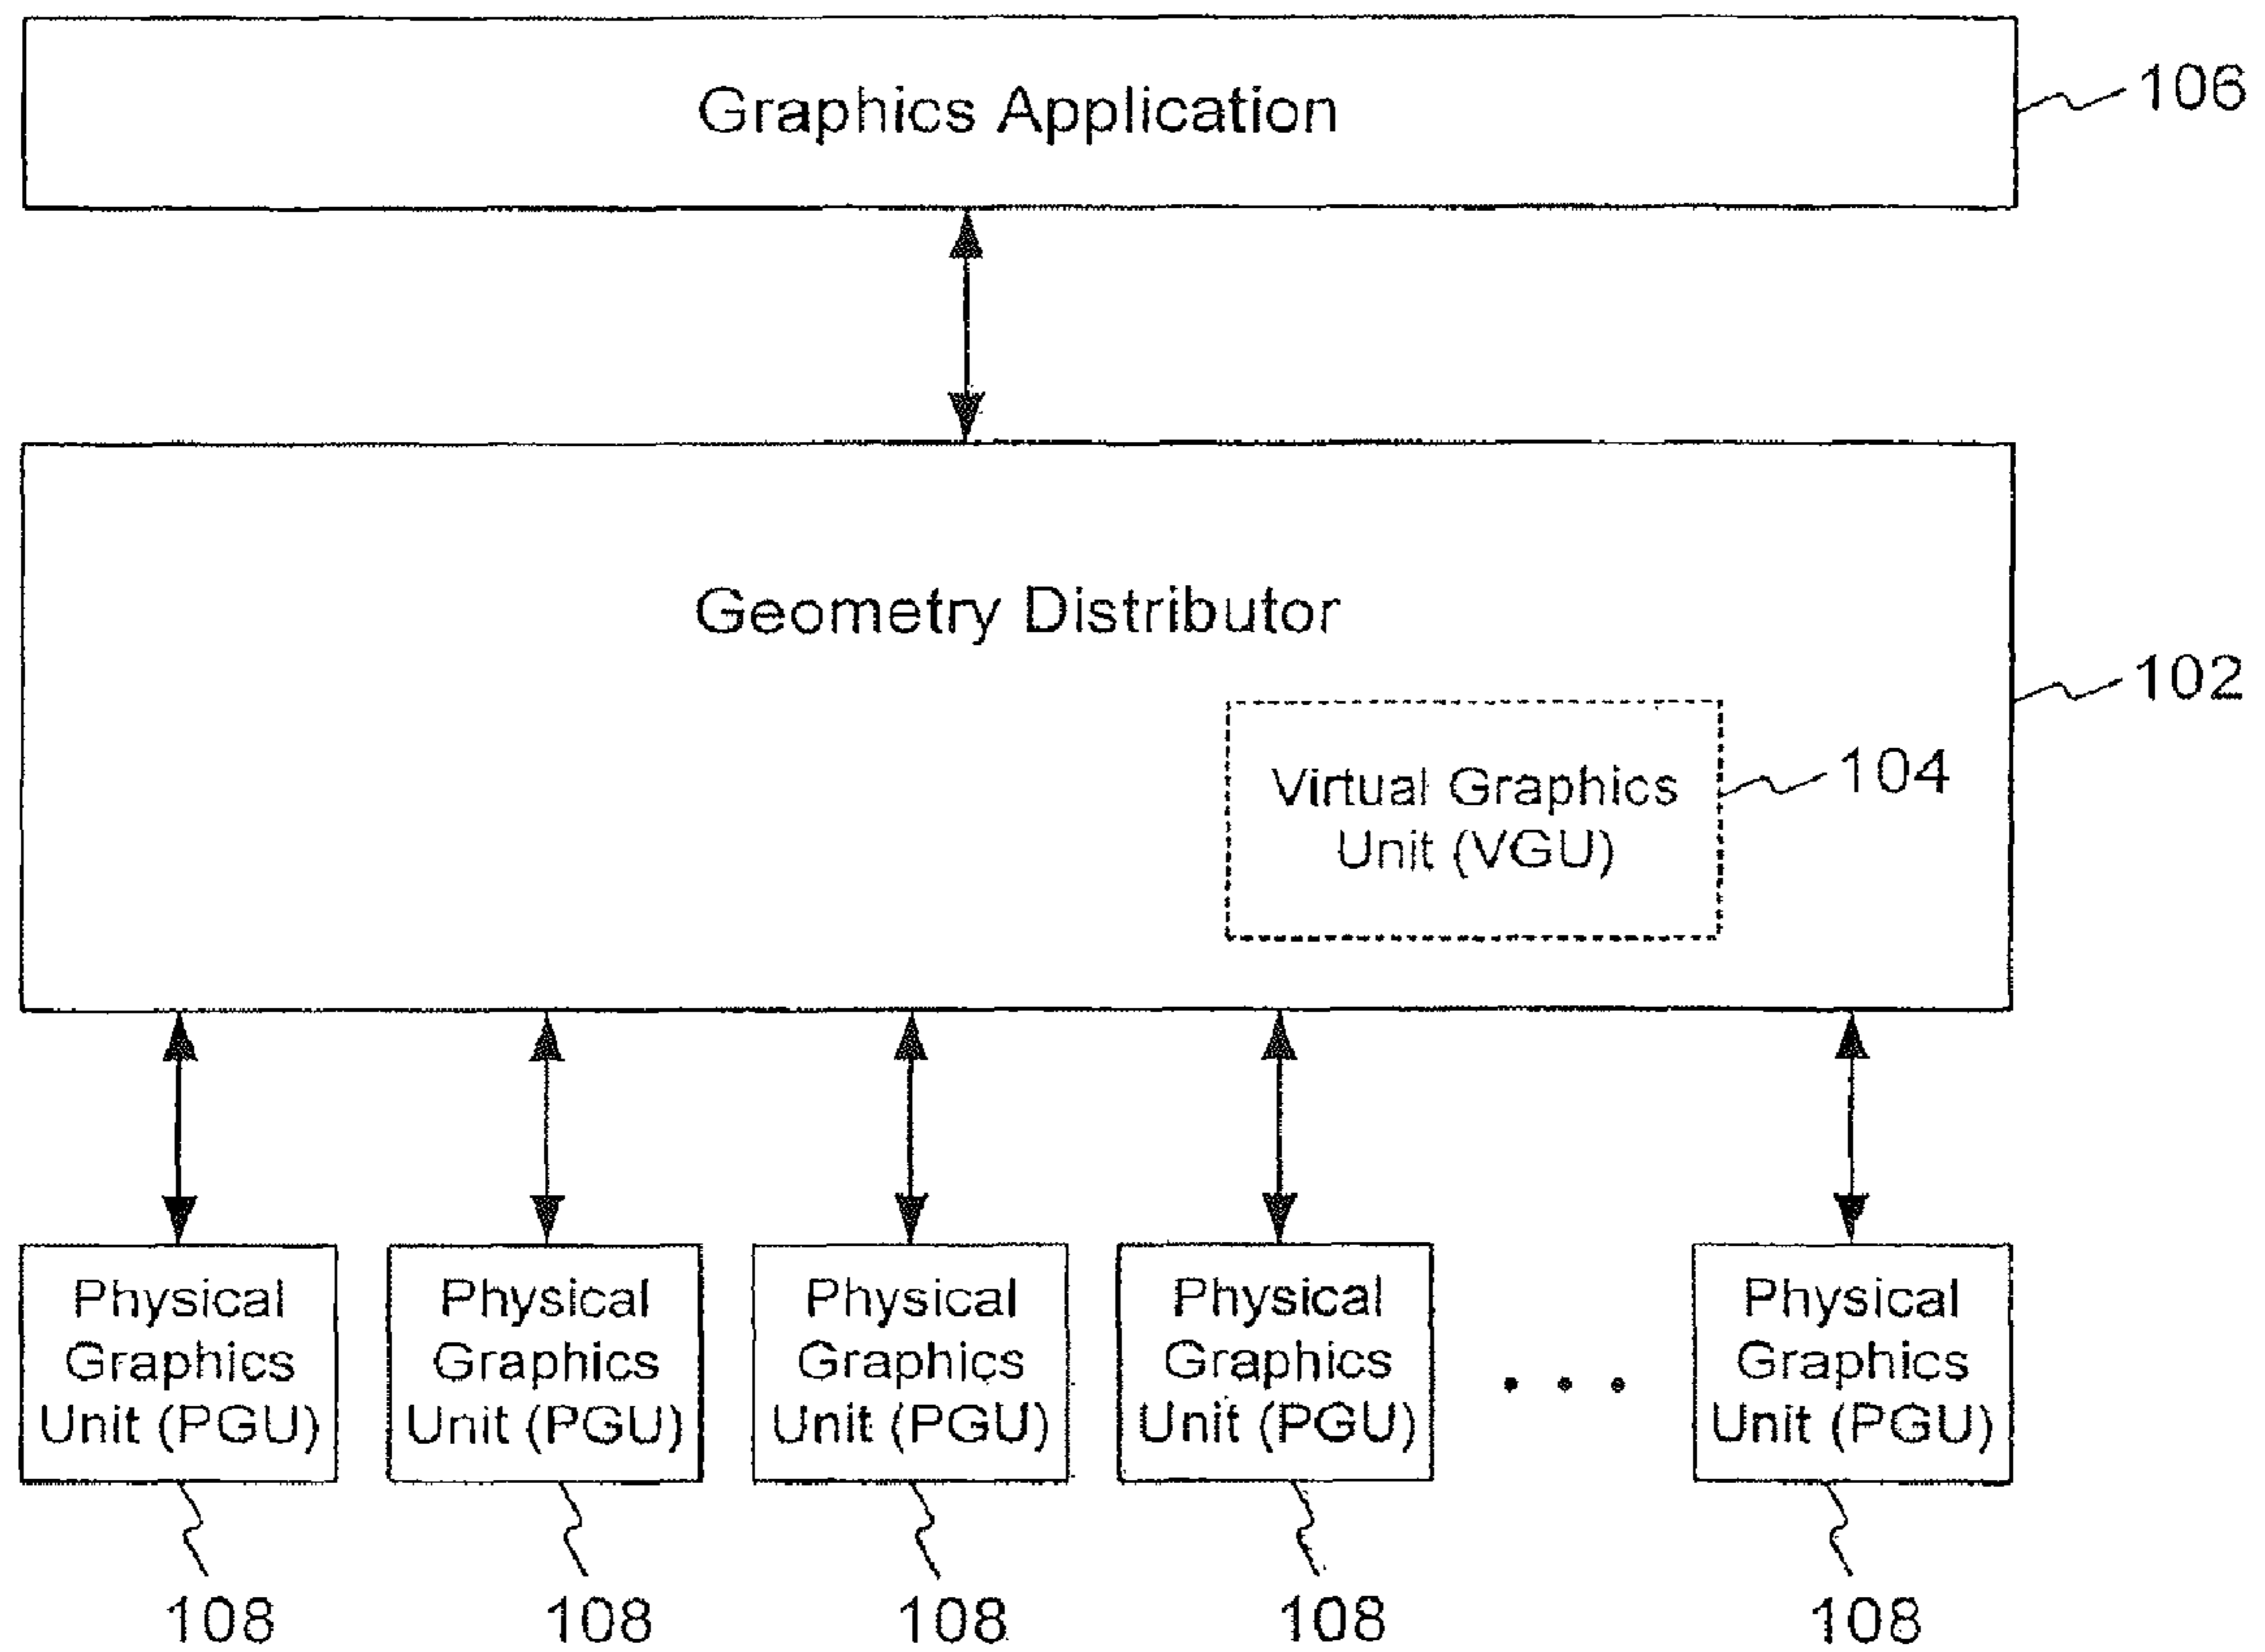 Graphics Application
106
Geometry Distributor
102
Virtual Graphics
Unit (VGU)
104
Physical
Graphics
Unit (PGU)
Physical
Graphics
Unit (PGU)
Physical
Graphics
Unit (PGU)
Physical
Graphics
Unit (PGU)
• • •
Physical
Graphics
Unit (PGU)
108
108
108
108
108